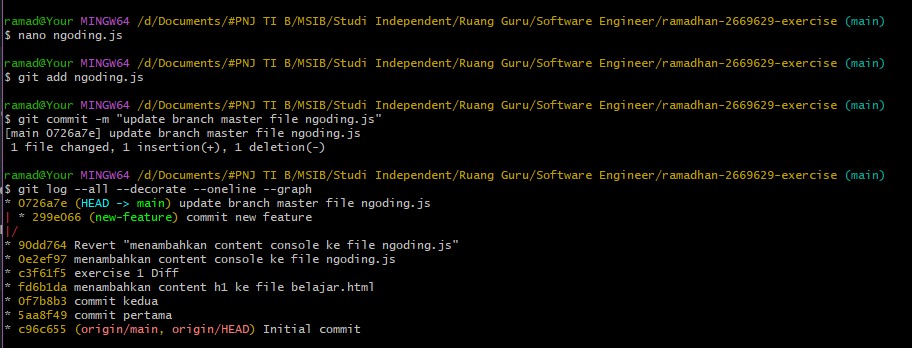 ramad@Your MINGW64 /d/Documents/#PNJ TI B/MSIB/Studi Independent/Ruang Guru/Software Engineer/ramadhan-2669629-exercise (main)
$ nano ngoding.js
ramad@Your MINGW64 /d/Documents/#PNJ TI B/MSIB/Studi Independent/Ruang Guru/Software Engineer/ramadhan-2669629-exercise (main)
$ git add ngoding.js
ramad@Your MINGW64 /d/Documents/#PNJ TI B/MSIB/Studi Independent/Ruang Guru/Software Engineer/ramadhan-2669629-exercise (main)
$ git commit -m "update branch master file ngoding.js"
[main 0726a7e] update branch master file ngoding.js
 1 file changed, 1 insertion(+), 1 deletion(-)
ramad@Your MINGW64 /d/Documents/#PNJ TI B/MSIB/Studi Independent/Ruang Guru/Software Engineer/ramadhan-2669629-exercise (main)
$ git log --all --decorate --oneline --graph
* 0726a7e (HEAD -> main) update branch master file ngoding.js
| * 299e066 (new-feature) commit new feature
|/
* 90dd764 Revert "menambahkan content console ke file ngoding.js"
* 0e2ef97 menambahkan content console ke file ngoding.js
* c3f61f5 exercise 1 Diff
* fd6b1da menambahkan content h1 ke file belajar.html
* 0f7b8b3 commit kedua
* 5aa8f49 commit pertama
* c96c655 (origin/main, origin/HEAD) Initial commit